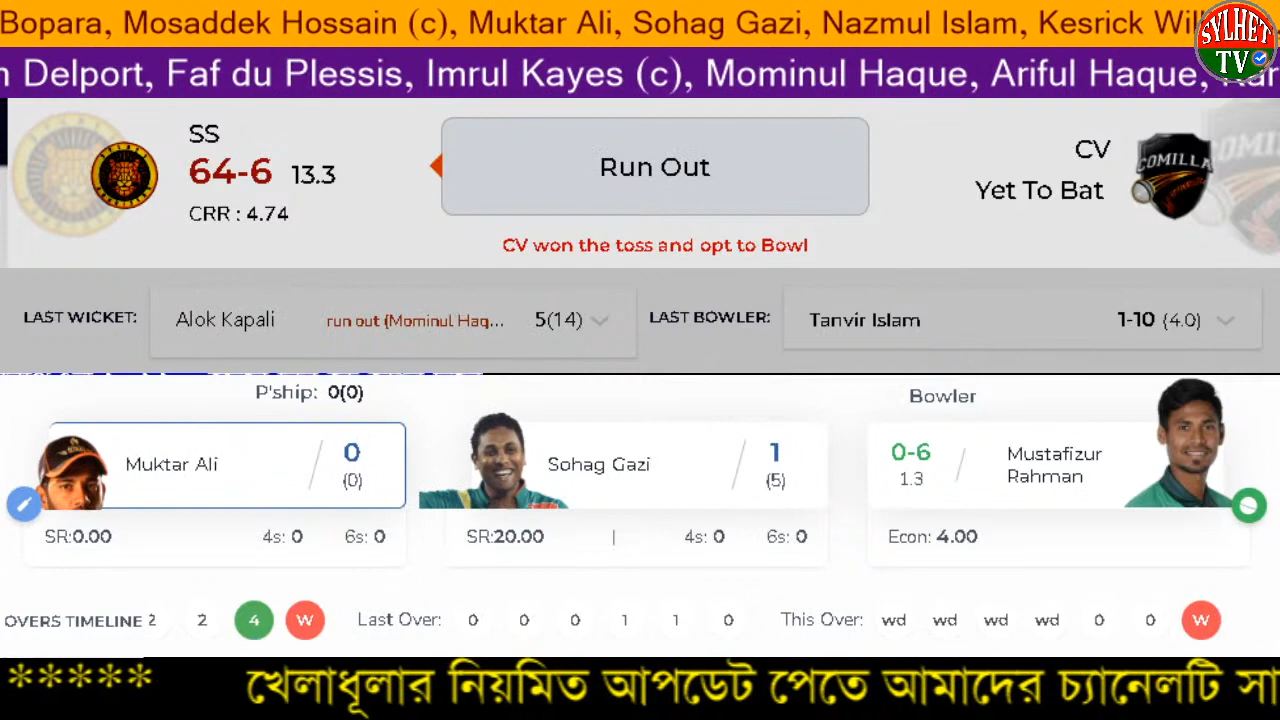 Bopara, Mosaddek Hossain (c), Muktar Ali, Sohag Gazi, Nazmul Islam, Kesrick
SYLHET TV
Delport, Faf du Plessis, Imrul Kayes (c), Mominul Haque, Ariful Haque,
SS
64-6 13.3
CRR : 4.74
Run Out
CV
Yet To Bat
COMILLA
CV won the toss and opt to Bowl
LAST WICKET: Alok Kapali run out (Mominul Haq... 5(14)
LAST BOWLER: Tanvir Islam 1-10 (4.0)
P'ship: 0(0)
Bowler
Muktar Ali 0 (0)
Sohag Gazi 1 (5)
0-6 1.3 Mustafizur Rahman
SR:0.00 4s: 0 6s: 0
SR:20.00 | 4s: 0 6s: 0
Econ: 4.00
OVERS TIMELINE 2 2 4 W Last Over: 0 0 0 1 1 0 This Over: wd wd wd wd 0 0 W
***** খেলাধূলার নিয়মিত আপডেট পেতে আমাদের চ্যানেলটি সা